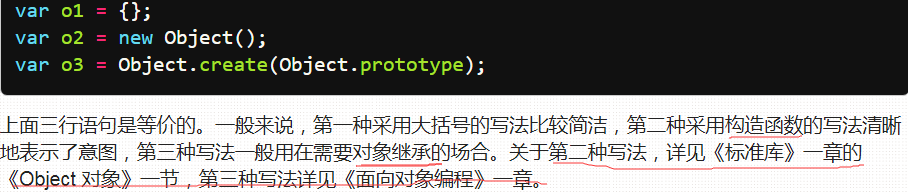 var o1 = {};
var o2 = new Object();
var o3 = Object.create(Object.prototype);
上面三行语句是等价的。一般来说，第一种采用大括号的写法比较简洁，第二种采用构造函数的写法清晰
地表示了意图，第三种写法一般用在需要对象继承的场合。关于第二种写法，详见《标准库》一章的
《Object 对象》一节，第三种写法详见《面向对象编程》一章。